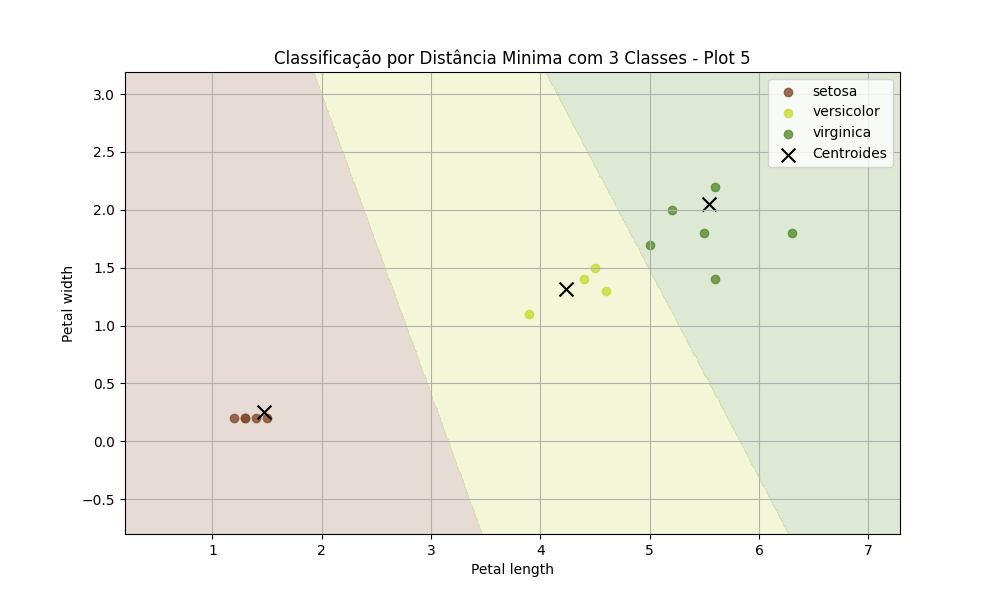 Classificação por Distância Minima com 3 Classes - Plot 5
setosa
versicolor
virginica
Centroides
Petal width
3.0
2.5
2.0
1.5
1.0
0.5
0.0
−0.5
1 2 3 4 5 6 7
Petal length